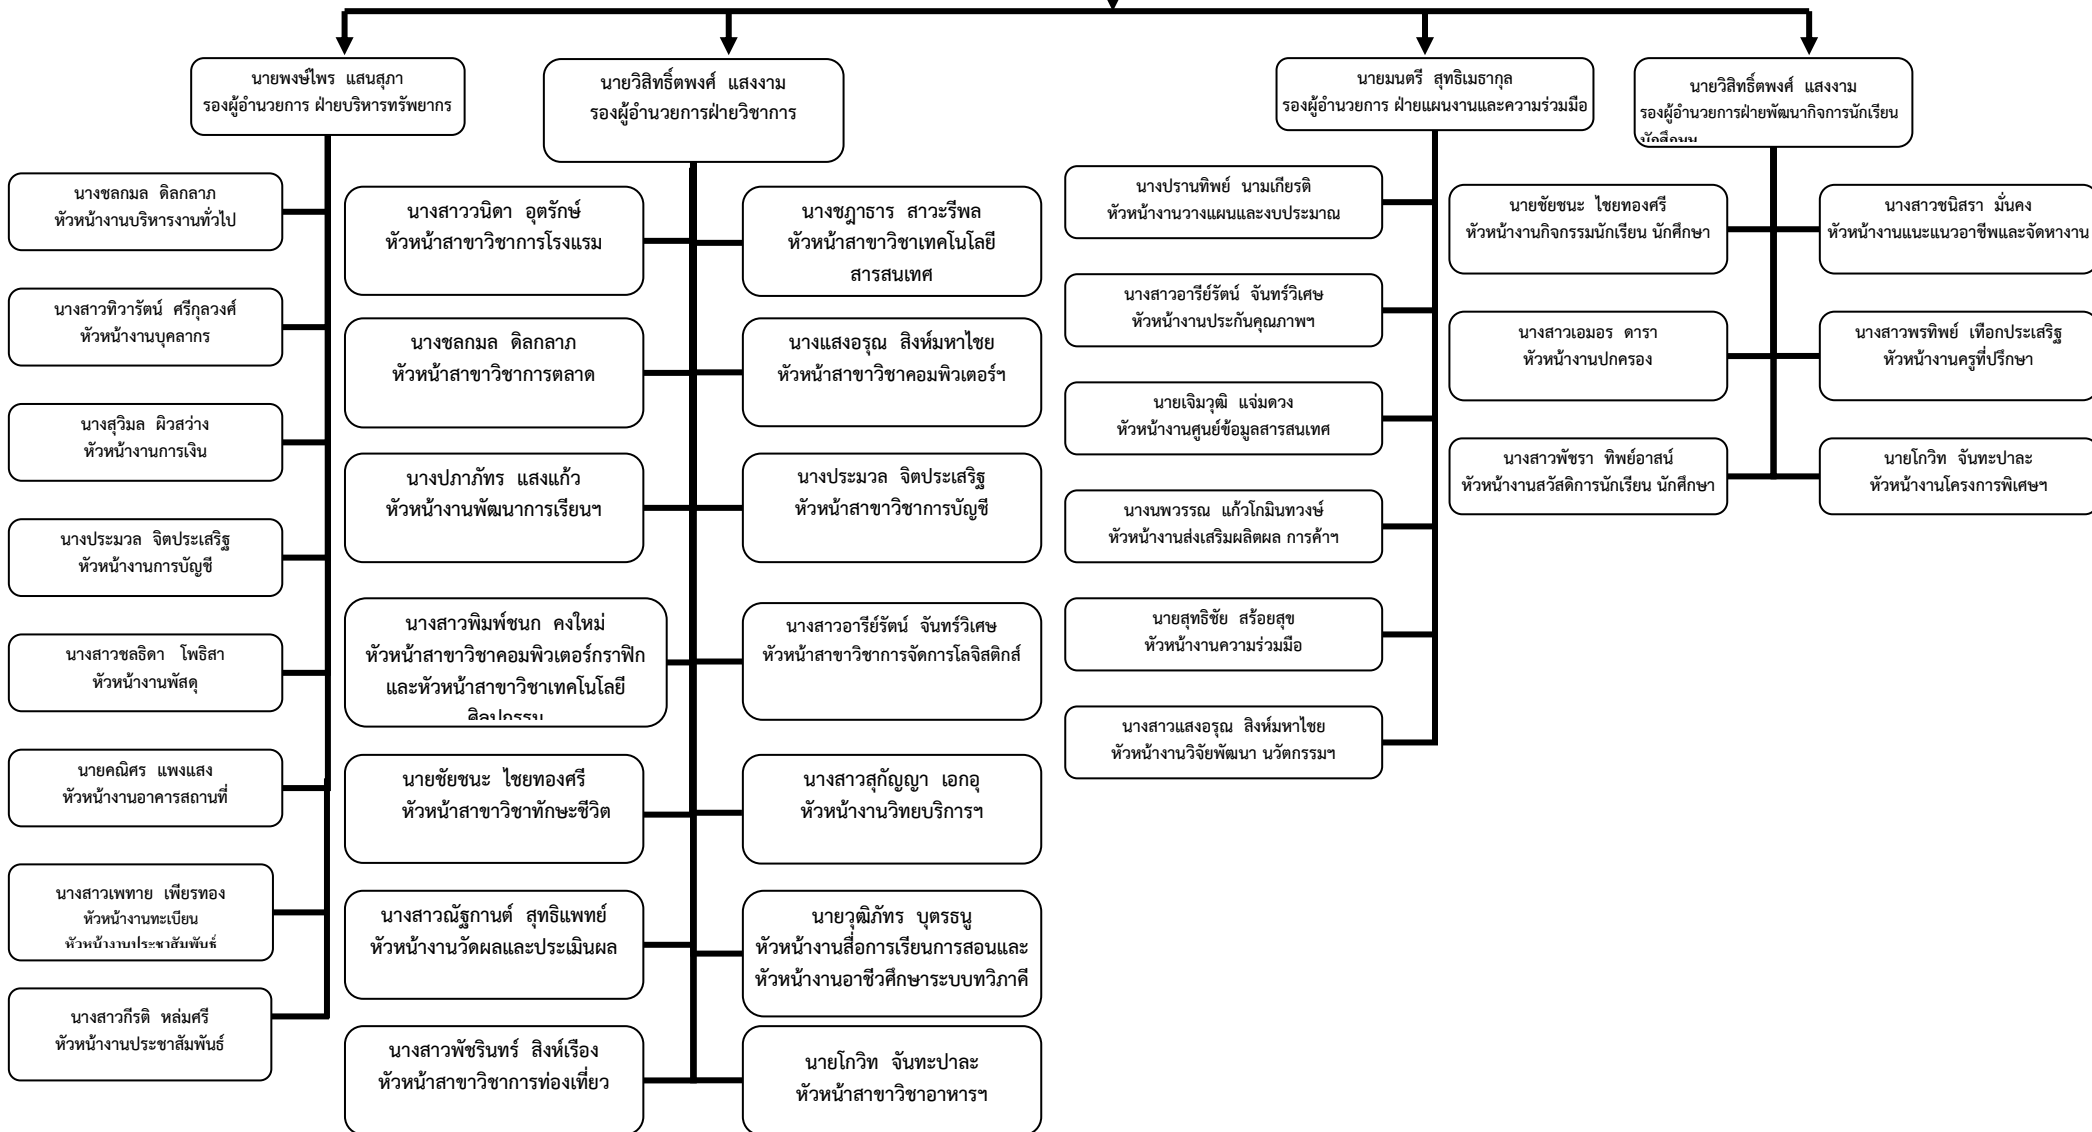 นายพงษ์ไพร  แสนสุภา
รองผู้อำนวยการ ฝ่ายบริหารทรัพยากร
นายวิสิทธิ์ตพงศ์  แสงงาม
รองผู้อำนวยการฝ่ายวิชาการ
นายมนตรี  สุทธิเมธากุล
รองผู้อำนวยการ ฝ่ายแผนงานและความร่วมมือ
นายวิสิทธิ์ตพงศ์  แสงงาม
รองผู้อำนวยการฝ่ายพัฒนากิจการนักเรียน
นางชลกมล  ดิลกลาภ
หัวหน้างานบริหารงานทั่วไป
นางสาวทิวารัตน์  ศรีกุลวงศ์
หัวหน้างานบุคลากร
นางสุวิมล  ผิวสว่าง
หัวหน้างานการเงิน
นางประมวล  จิตประเสริฐ
หัวหน้างานการบัญชี
นางสาวชลธิดา  โพธิสา
หัวหน้างานพัสดุ
นายคณิศร  แพงแสง
หัวหน้างานอาคารสถานที่
นางสาวเพทาย  เพียรทอง
หัวหน้างานทะเบียน
หัวหน้างานประชาสัมพันธ์
นางสาวกีรติ  หล่มศรี
หัวหน้างานประชาสัมพันธ์
นางสาววนิดา  อุตรักษ์
หัวหน้าสาขาวิชาการโรงแรม
นางชลกมล  ดิลกลาภ
หัวหน้าสาขาวิชาการตลาด
นางปภาภัทร  แสงแก้ว
หัวหน้างานพัฒนาการเรียนฯ
นางสาวพิมพ์ชนก  คงใหม่
หัวหน้าสาขาวิชาคอมพิวเตอร์กราฟิก
และหัวหน้าสาขาวิชาเทคโนโลยี
ศิลปกรรม
นายชัยชนะ  ไชยทองศรี
หัวหน้าสาขาวิชาทักษะชีวิต
นางสาวณัฐกานต์  สุทธิแพทย์
หัวหน้างานวัดผลและประเมินผล
นางสาวพัชรินทร์  สิงห์เรือง
หัวหน้าสาขาวิชาการท่องเที่ยว
นางชฎาธาร  สาวะรีพล
หัวหน้าสาขาวิชาเทคโนโลยี
สารสนเทศ
นางแสงอรุณ  สิงห์มหาไชย
หัวหน้าสาขาวิชาคอมพิวเตอร์ฯ
นางประมวล  จิตประเสริฐ
หัวหน้าสาขาวิชาการบัญชี
นางสาวอารีย์รัตน์  จันทร์วิเศษ
หัวหน้าสาขาวิชาการจัดการโลจิสติกส์
นางสาวสุกัญญา  เอกอุ
หัวหน้างานวิทยบริการฯ
นายวุฒิภัทร  บุตรธนู
หัวหน้างานสื่อการเรียนการสอนและ
หัวหน้างานอาชีวศึกษาระบบทวิภาคี
นายโกวิท  จันทะปาละ
หัวหน้าสาขาวิชาอาหารฯ
นางปรานทิพย์  นามเกียรติ
หัวหน้างานวางแผนและงบประมาณ
นางสาวอารีย์รัตน์  จันทร์วิเศษ
หัวหน้างานประกันคุณภาพฯ
นายเจิมวุฒิ  แจ่มดวง
หัวหน้างานศูนย์ข้อมูลสารสนเทศ
นางนพวรรณ  แก้วโกมินทวงษ์
หัวหน้างานส่งเสริมผลิตผล การค้าฯ
นายสุทธิชัย  สร้อยสุข
หัวหน้างานความร่วมมือ
นางสาวแสงอรุณ  สิงห์มหาไชย
หัวหน้างานวิจัยพัฒนา นวัตกรรมฯ
นายชัยชนะ  ไชยทองศรี
หัวหน้างานกิจกรรมนักเรียน นักศึกษา
นางสาวเอมอร  ดารา
หัวหน้างานปกครอง
นางสาวพัชรา  ทิพย์อาสน์
หัวหน้างานสวัสดิการนักเรียน นักศึกษา
นางสาวชนิสรา  มั่นคง
หัวหน้างานแนะแนวอาชีพและจัดหางาน
นางสาวพรทิพย์  เทือกประเสริฐ
หัวหน้างานครูที่ปรึกษา
นายโกวิท  จันทะปาละ
หัวหน้างานโครงการพิเศษฯ